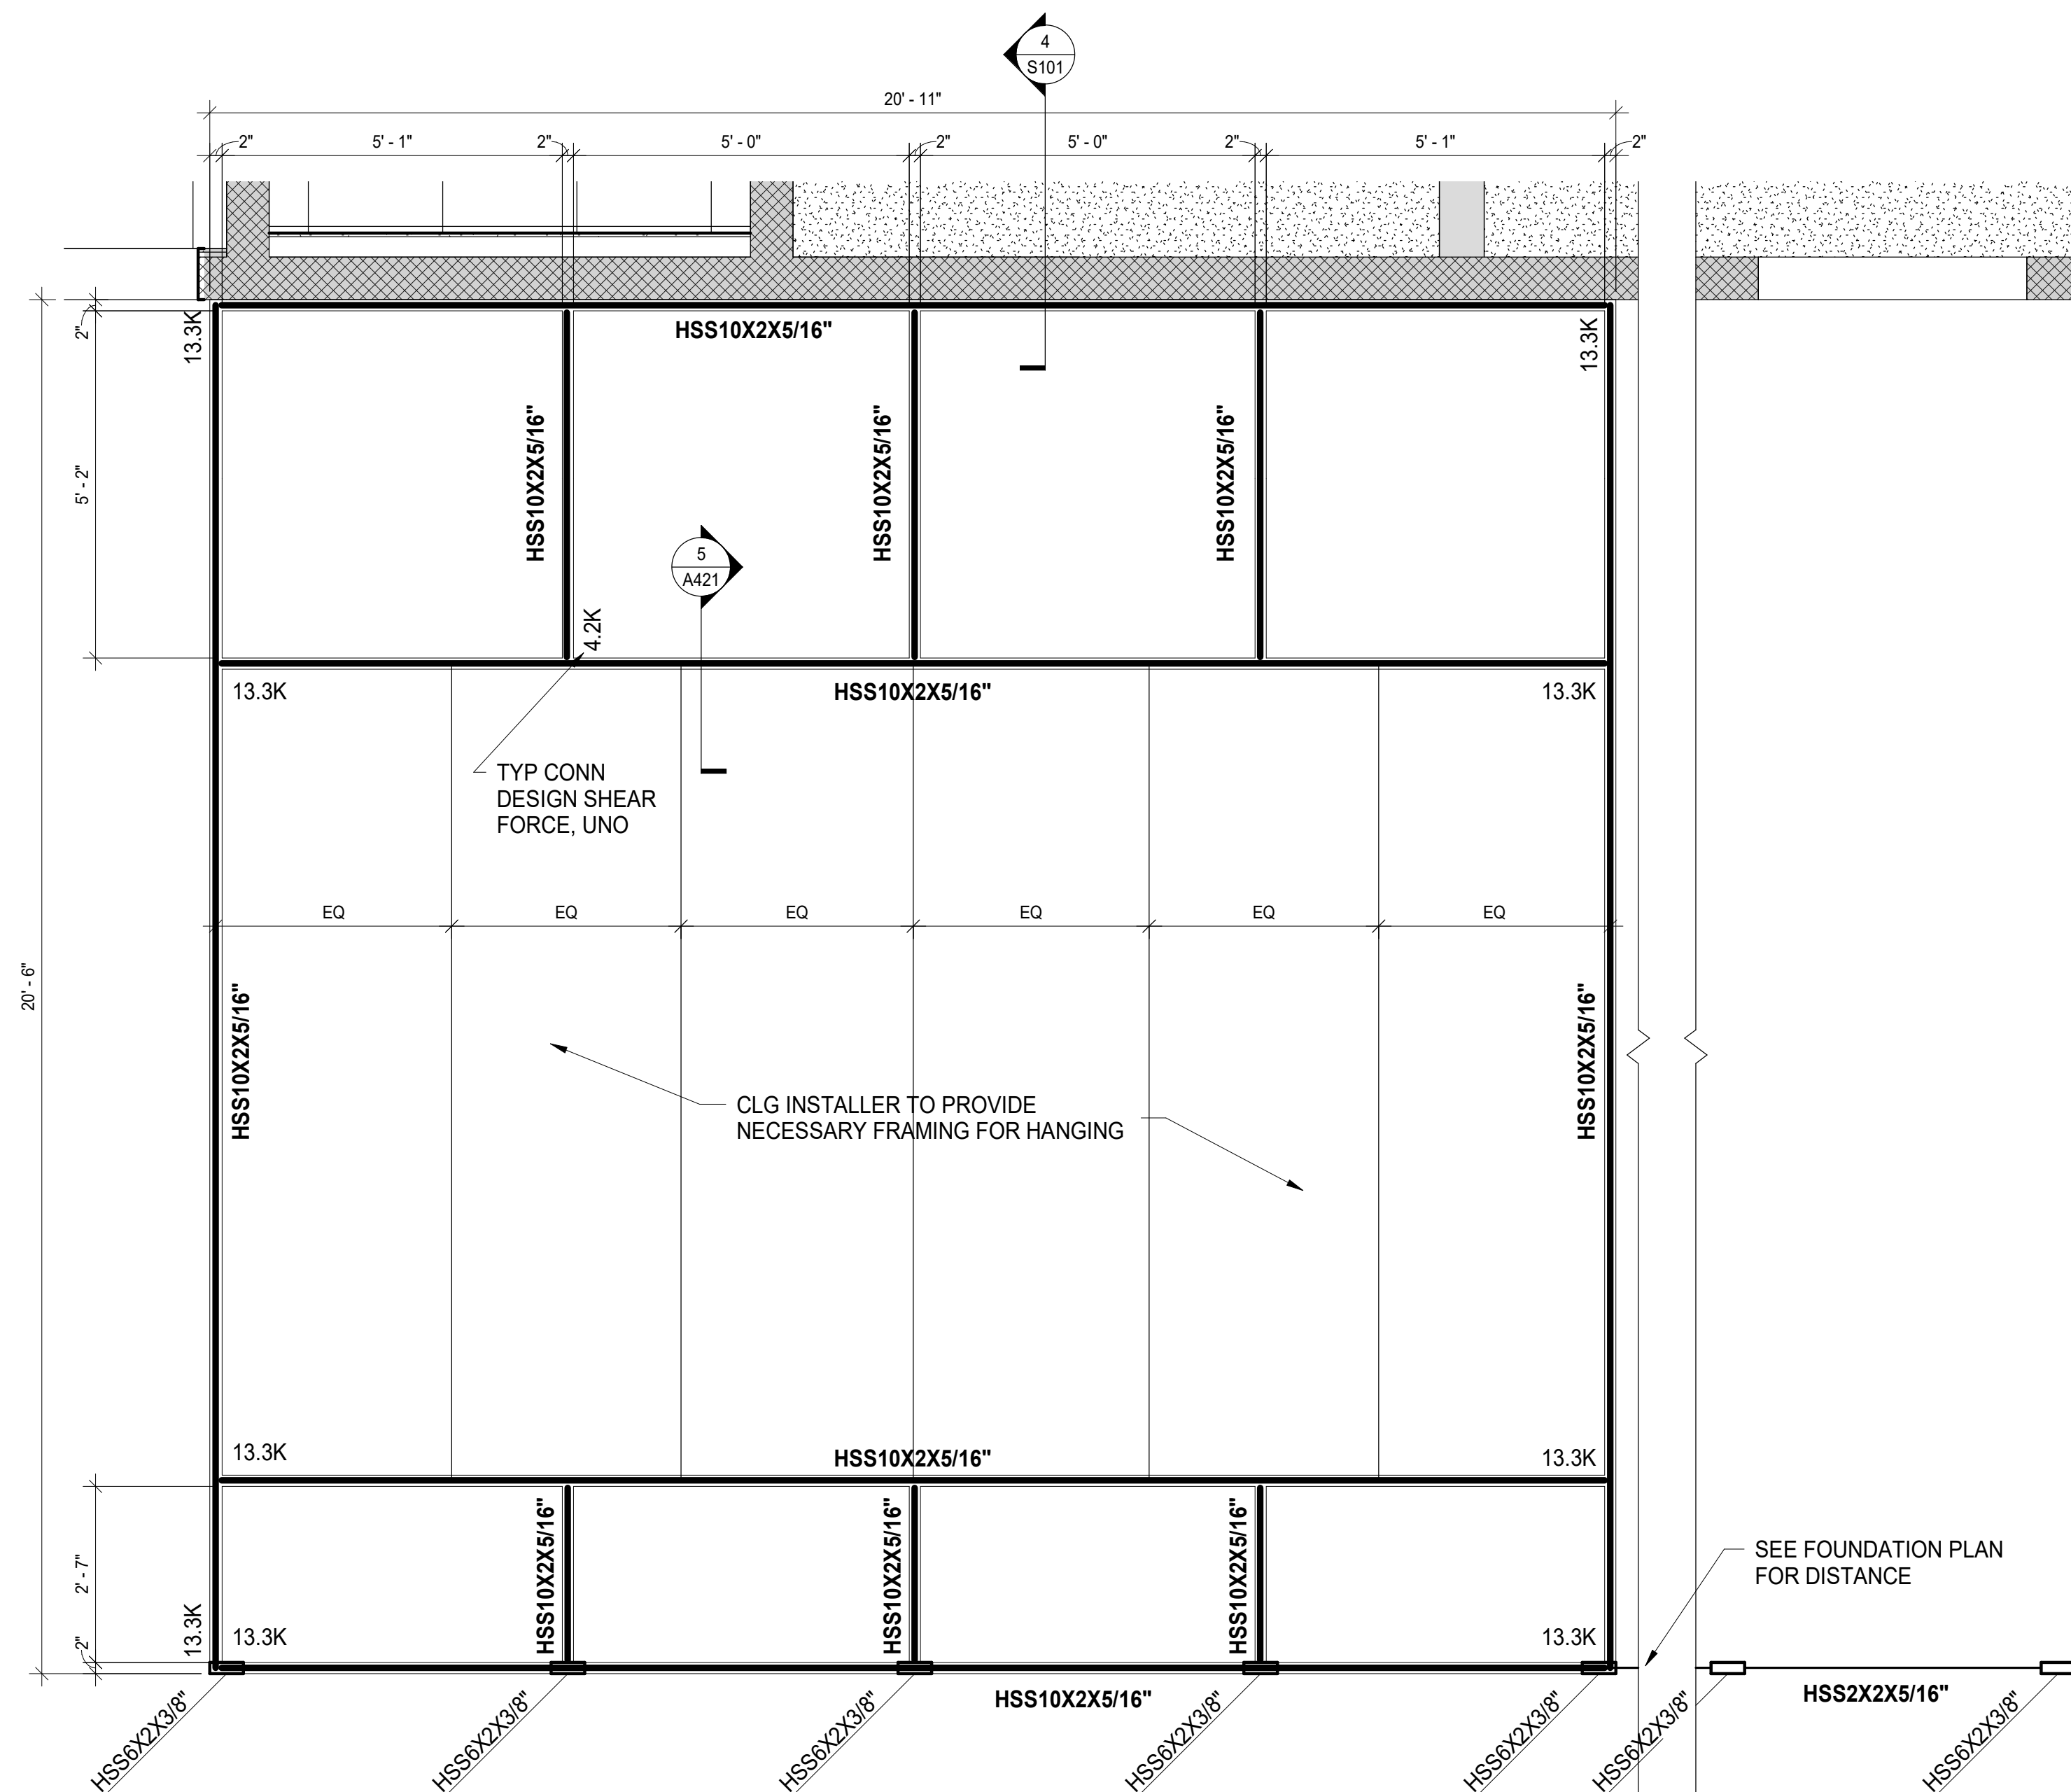 4
S101
20' - 11"
2"
5' - 1"
2"
5' - 0"
2"
5' - 0"
2"
5' - 1"
2"
2"
13.3K
HSS10X2X5/16"
13.3K
5' - 2"
HSS10X2X5/16"
HSS10X2X5/16"
HSS10X2X5/16"
5
A421
4.2K
13.3K
HSS10X2X5/16"
13.3K
TYP CONN
DESIGN SHEAR
FORCE, UNO
EQ
EQ
EQ
EQ
EQ
EQ
20' - 6"
HSS10X2X5/16"
HSS10X2X5/16"
CLG INSTALLER TO PROVIDE
NECESSARY FRAMING FOR HANGING
13.3K
HSS10X2X5/16"
13.3K
2' - 7"
HSS10X2X5/16"
HSS10X2X5/16"
HSS10X2X5/16"
SEE FOUNDATION PLAN
FOR DISTANCE
2"
13.3K
13.3K
13.3K
HSS10X2X5/16"
HSS2X2X5/16"
HSS6X2X3/8"
HSS6X2X3/8"
HSS6X2X3/8"
HSS6X2X3/8"
HSS6X2X3/8"
HSS6X2X3/8"
HSS6X2X3/8"